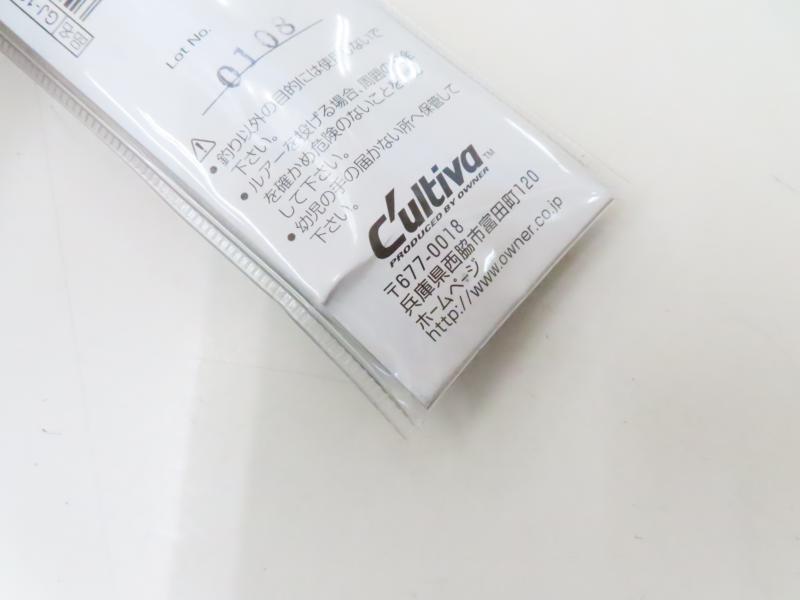 品名
GJ-1
Lot No.
0108
• 釣り以外の目的には使用しないで
下さい。
• ルアーを投げる場合、周囲の
を確かめ危険のないことを
して下さい。
• 幼児の手の届かない所へ保管して
下さい。
C'ultiva™
PRODUCED BY OWNER
〒677-0018
兵庫県西脇市富田町120
ホームページ
http://www.owner.co.jp